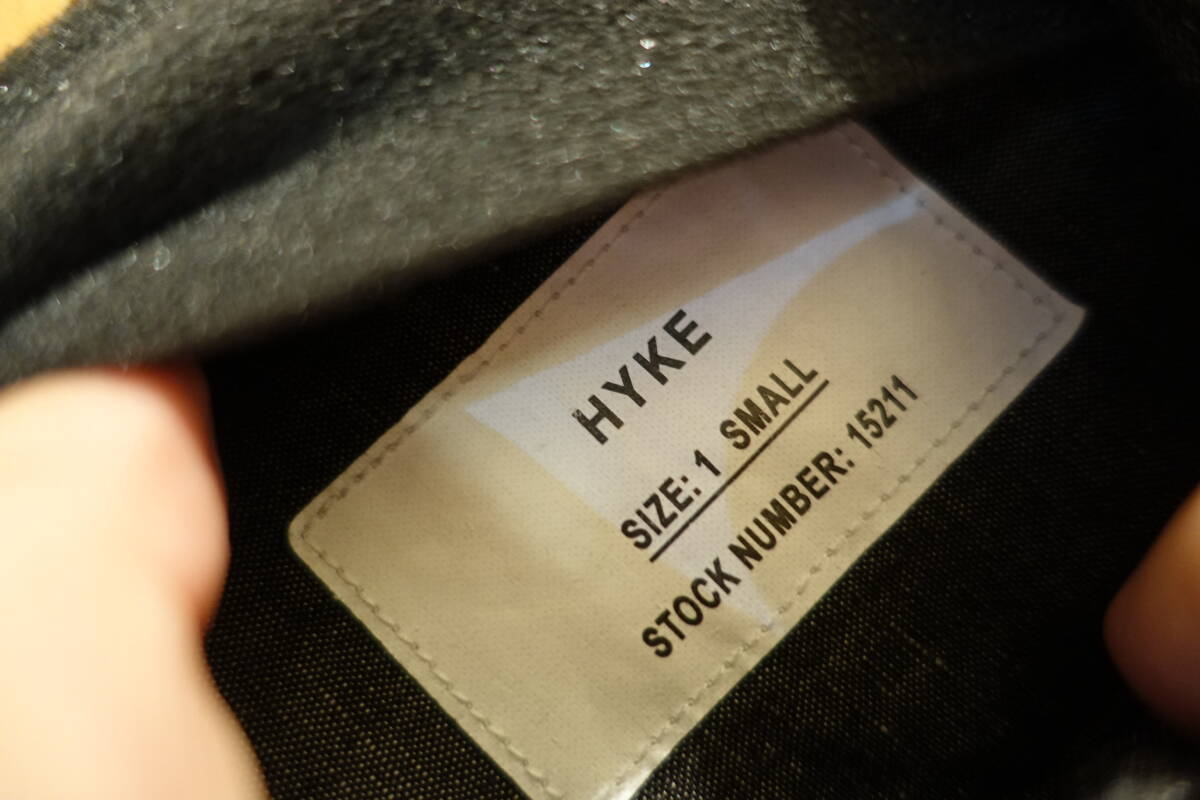 HYKE
SIZE: 1 SMALL
STOCK NUMBER: 15211